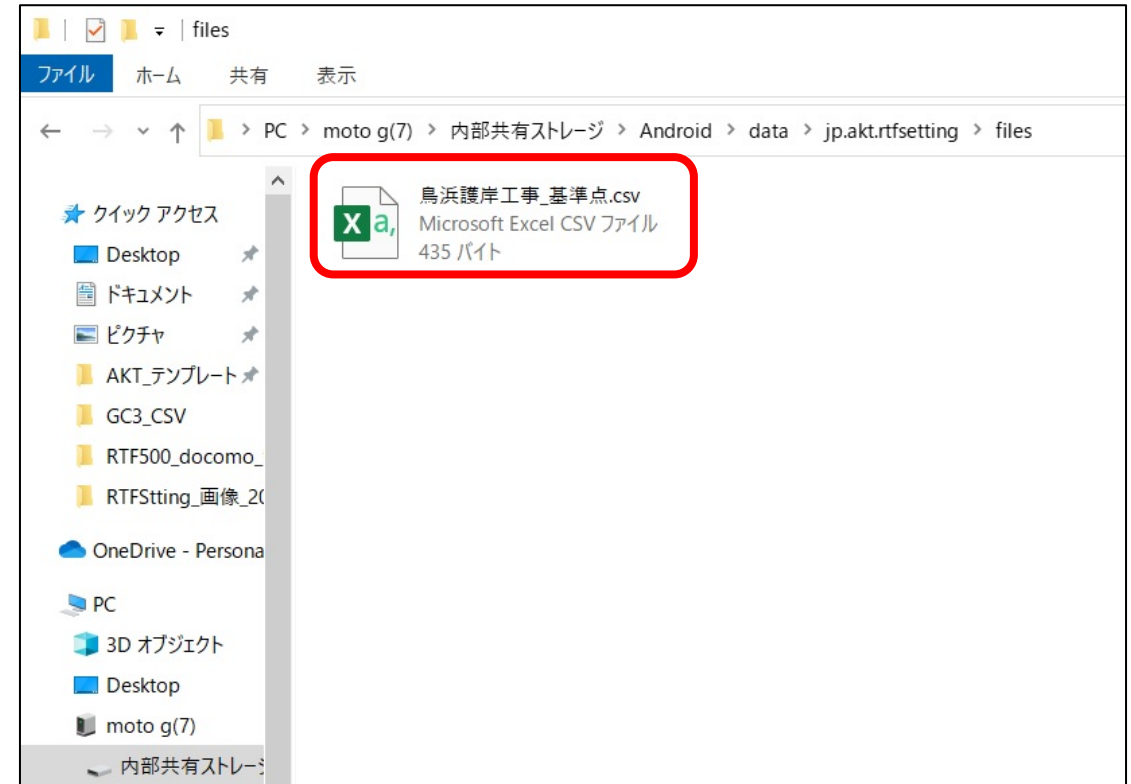 files
ファイル ホーム 共有 表示
PC > moto g(7) > 内部共有ストレージ > Android > data > jp.akt.rtfsetting > files
鳥浜護岸工事_基準点.csv
Microsoft Excel CSV ファイル
435 バイト
クイック アクセス
Desktop
ドキュメント
ピクチャ
AKT_テンプレート
GC3_CSV
RTF500_docomo_
RTFStting_画像_20
OneDrive - Persona
PC
3D オブジェクト
Desktop
moto g(7)
内部共有ストレージ